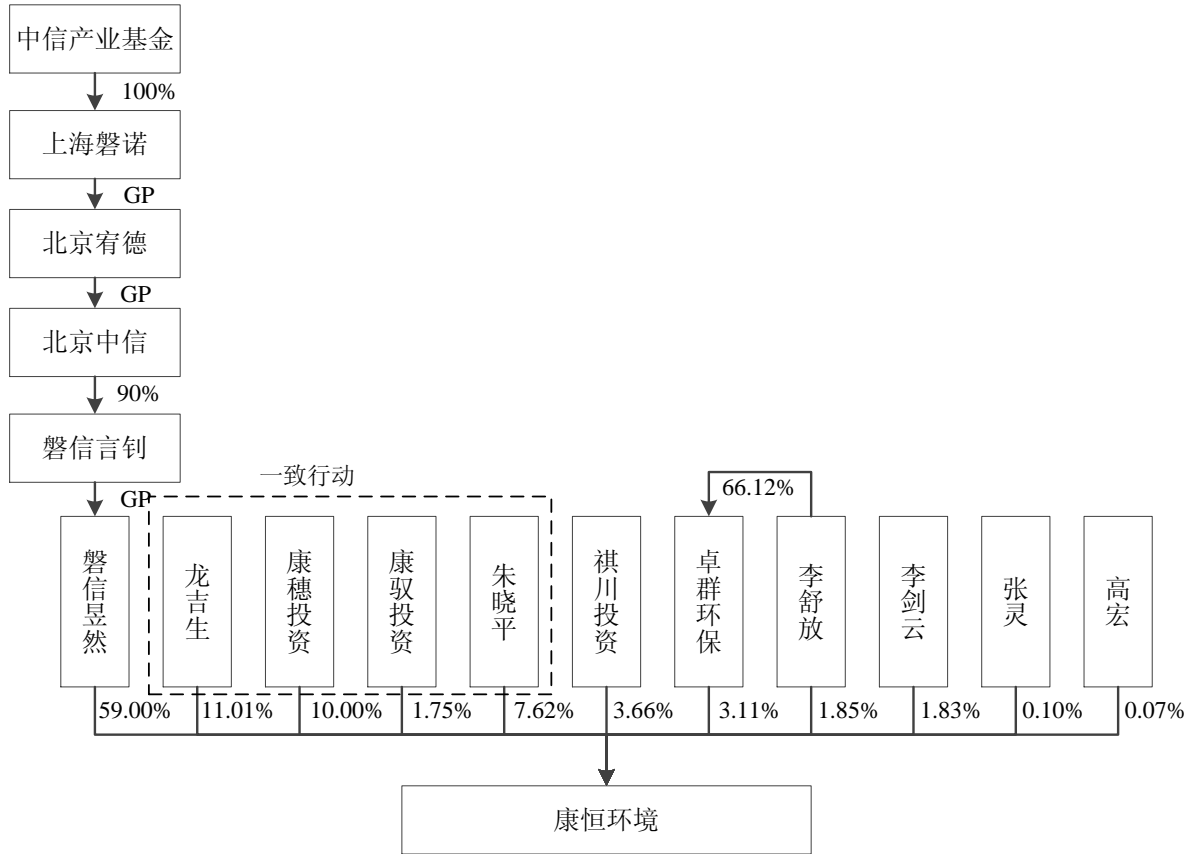 中信产业基金
100%
上海磐诺
GP
北京宥德
GP
北京中信
90%
磐信言钊
GP
一致行动
66.12%
磐信昱然
龙吉生
康穗投资
康驭投资
朱晓平
祺川投资
卓群环保
李舒放
李剑云
张灵
高宏
59.00%
11.01%
10.00%
1.75%
7.62%
3.66%
3.11%
1.85%
1.83%
0.10%
0.07%
康恒环境